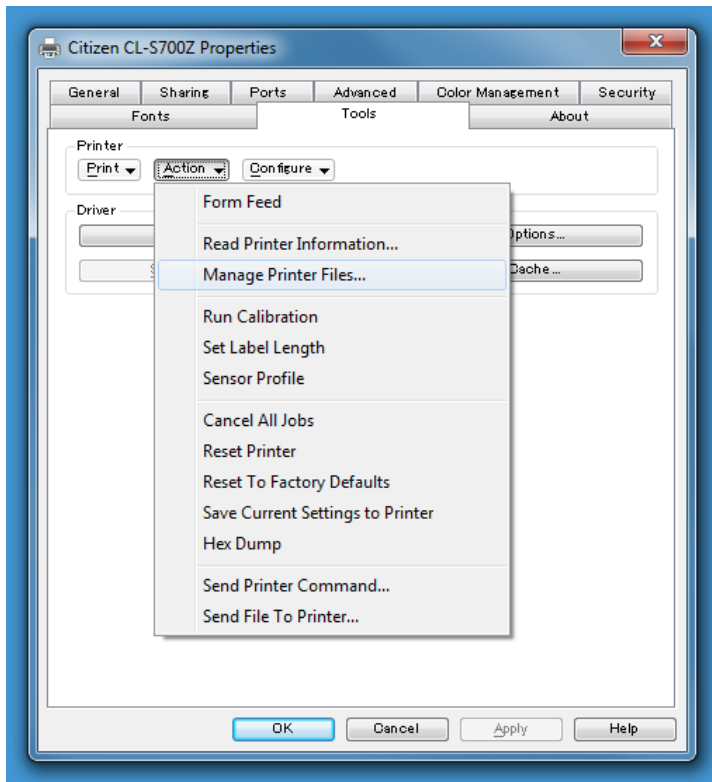 Citizen CL-S700Z Properties
General Sharing Ports Advanced Color Management Security
Fonts Tools About
Printer
Print Action Configure
Form Feed
Driver
Options...
Read Printer Information...
Manage Printer Files...
Cache...
Run Calibration
Set Label Length
Sensor Profile
Cancel All Jobs
Reset Printer
Reset To Factory Defaults
Save Current Settings to Printer
Hex Dump
Send Printer Command...
Send File To Printer...
OK Cancel Apply Help